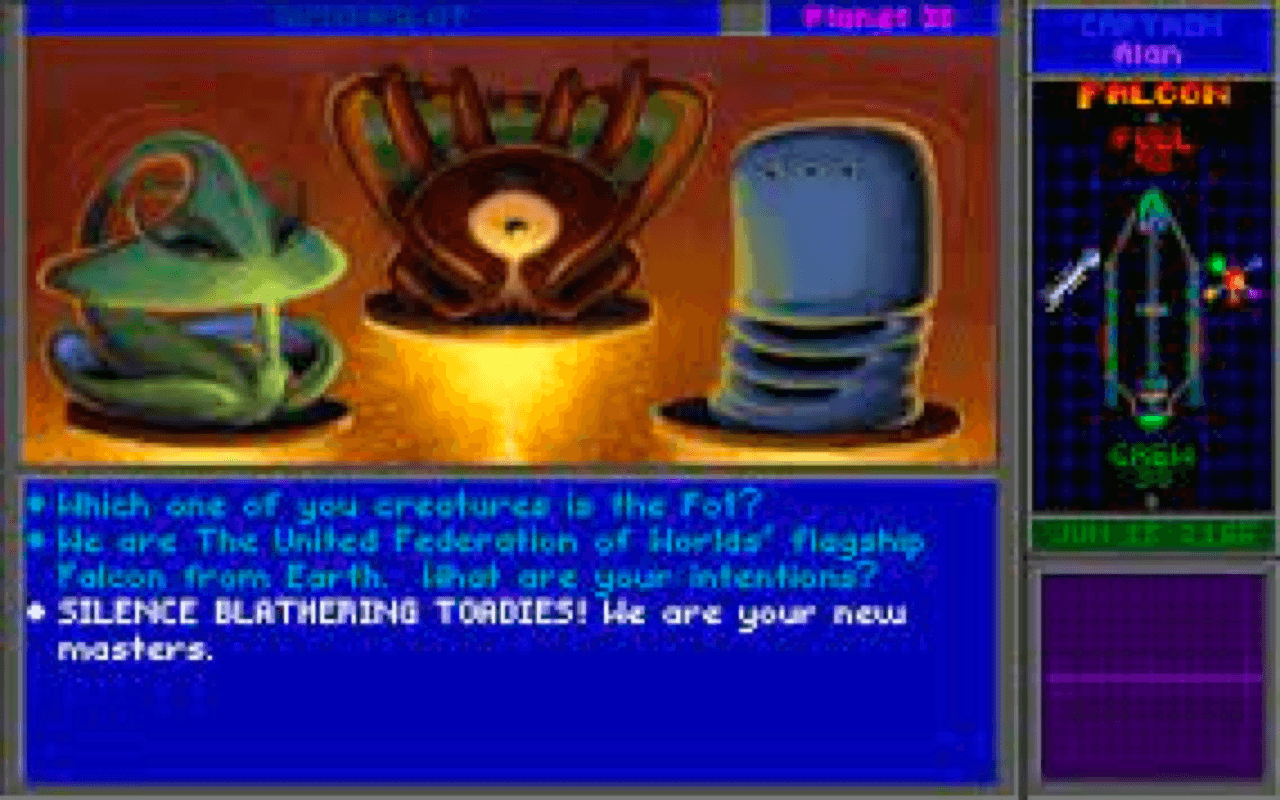 Planet II
CAPTAIN
Alan
FALCON
FUEL
• Which one of you creatures is the Fot?
• We are The United Federation of Worlds' flagship
Falcon from Earth. What are your intentions?
• SILENCE BLATHERING TOADIES! We are your new
masters.
CREW